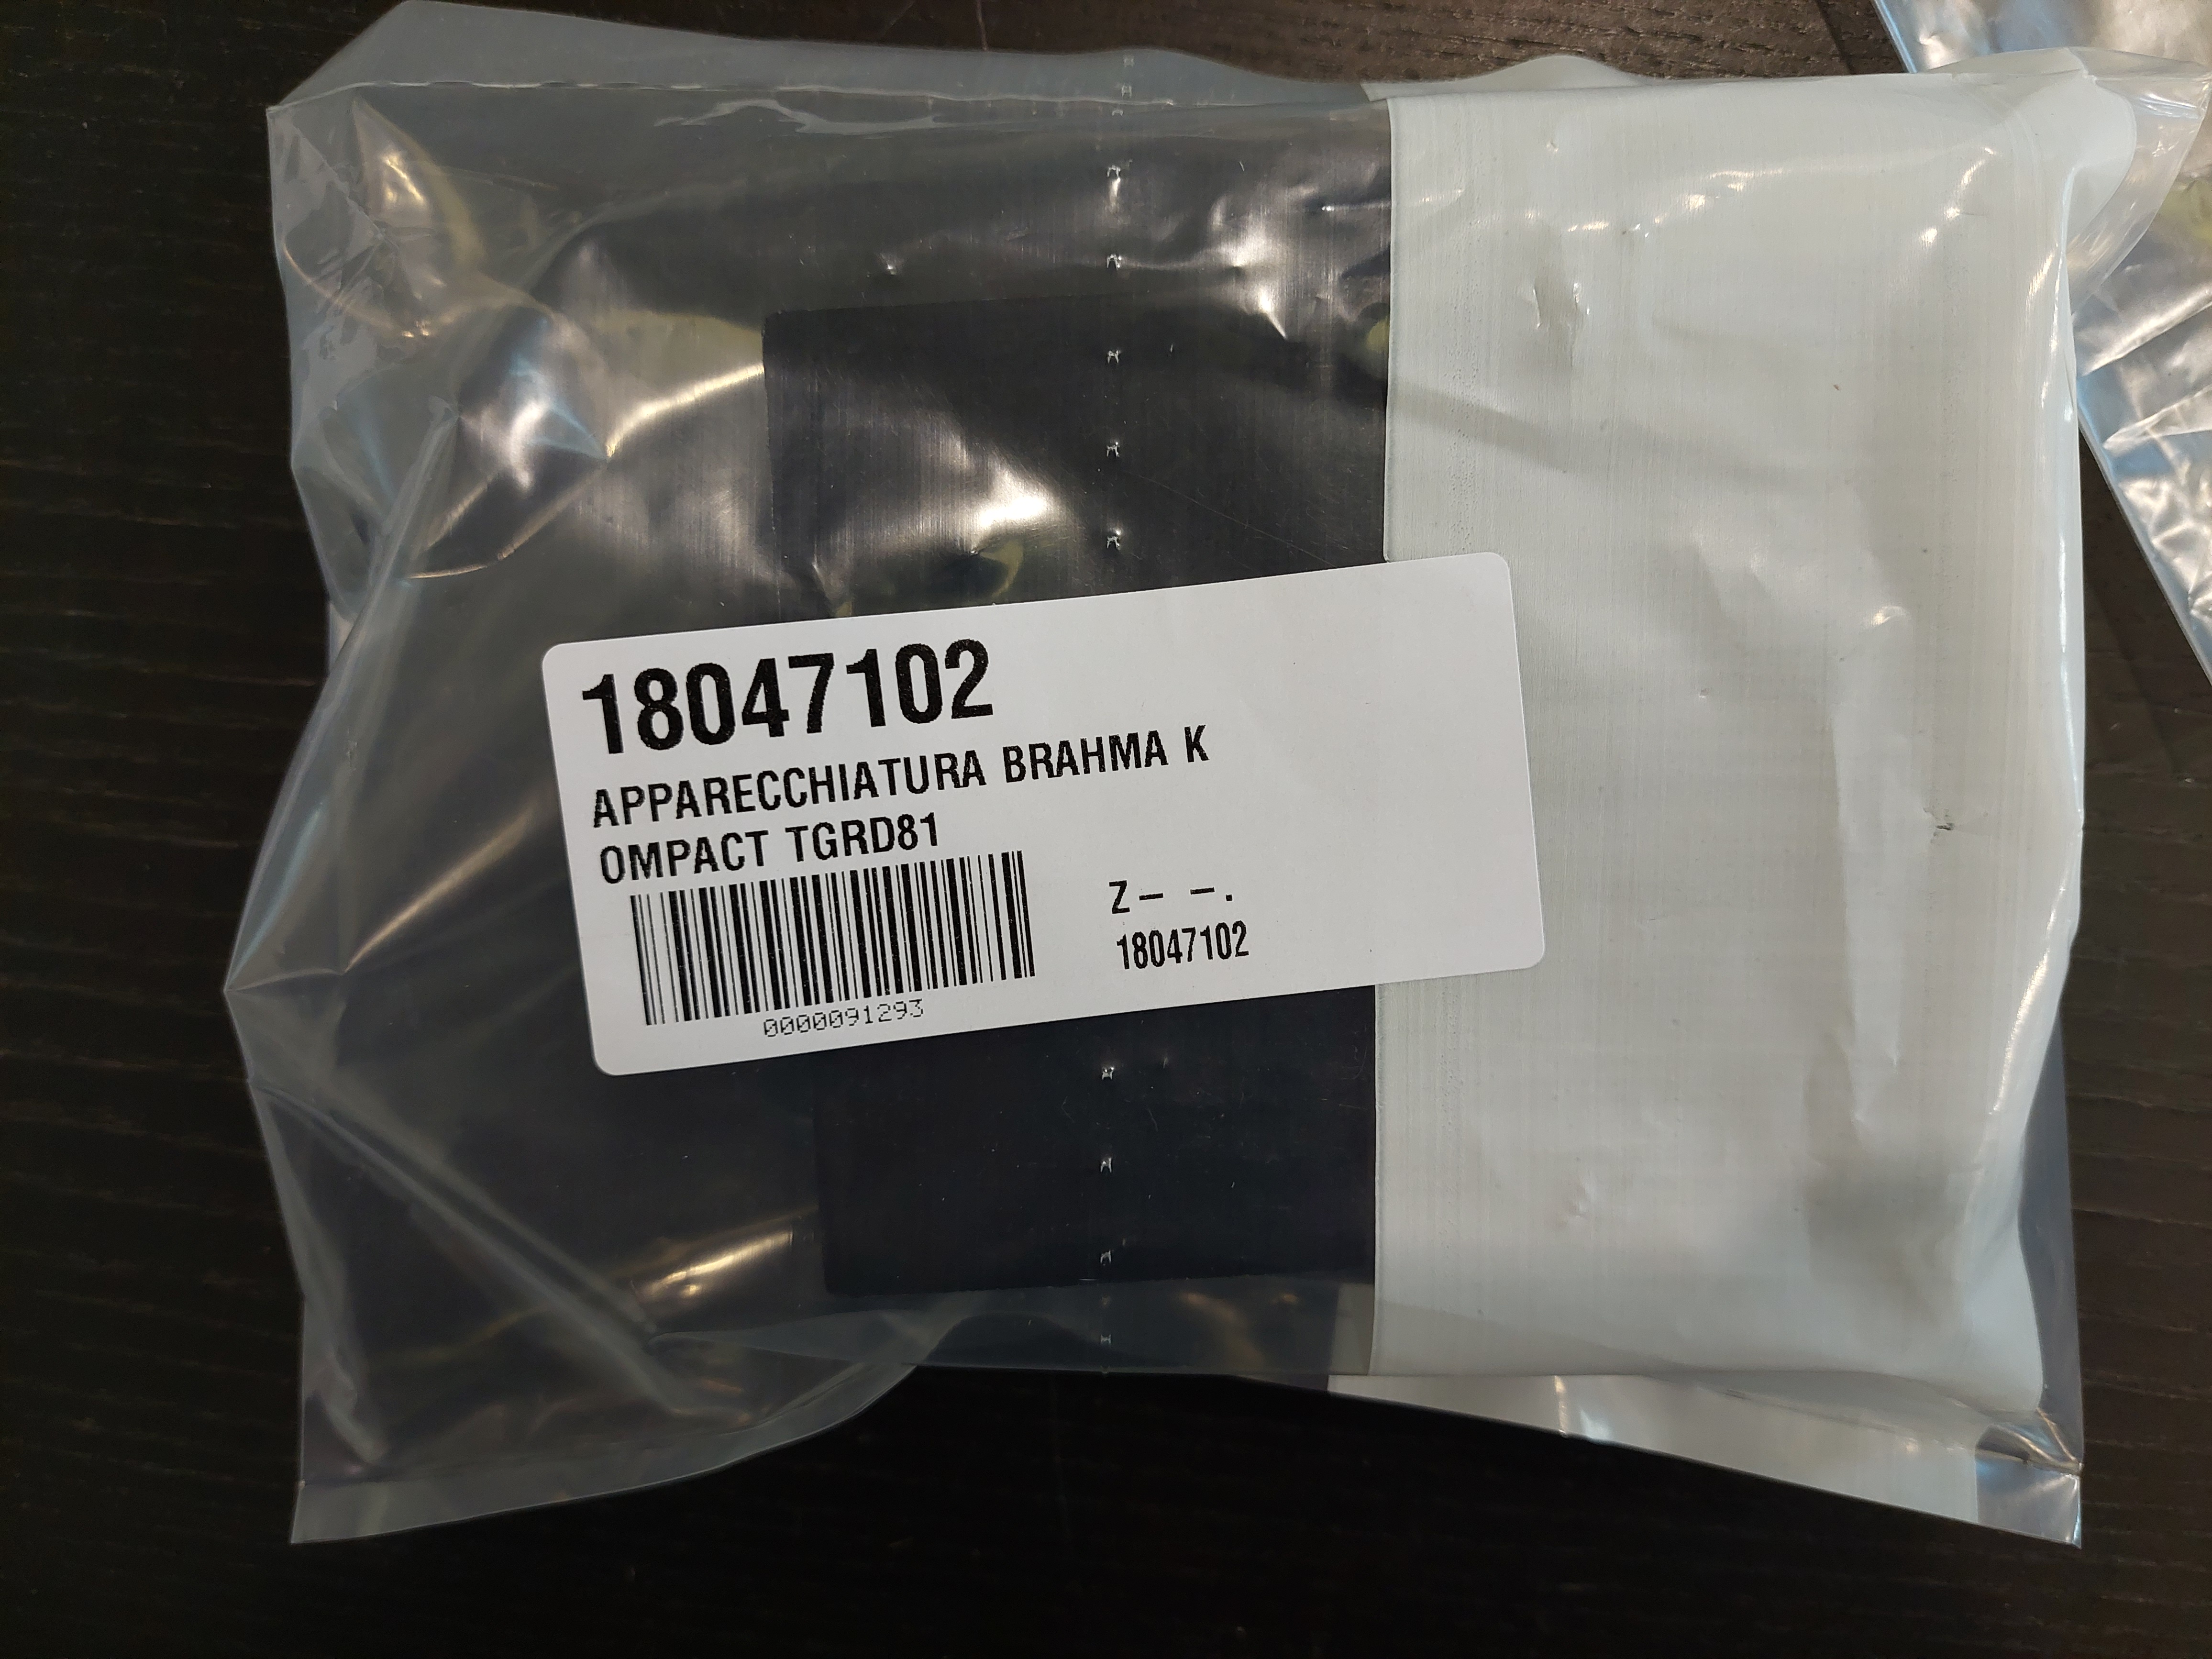 18047102
APPARECCHIATURA BRAHMA K
OMPACT TGRD81
Z– –.
18047102
0000091293